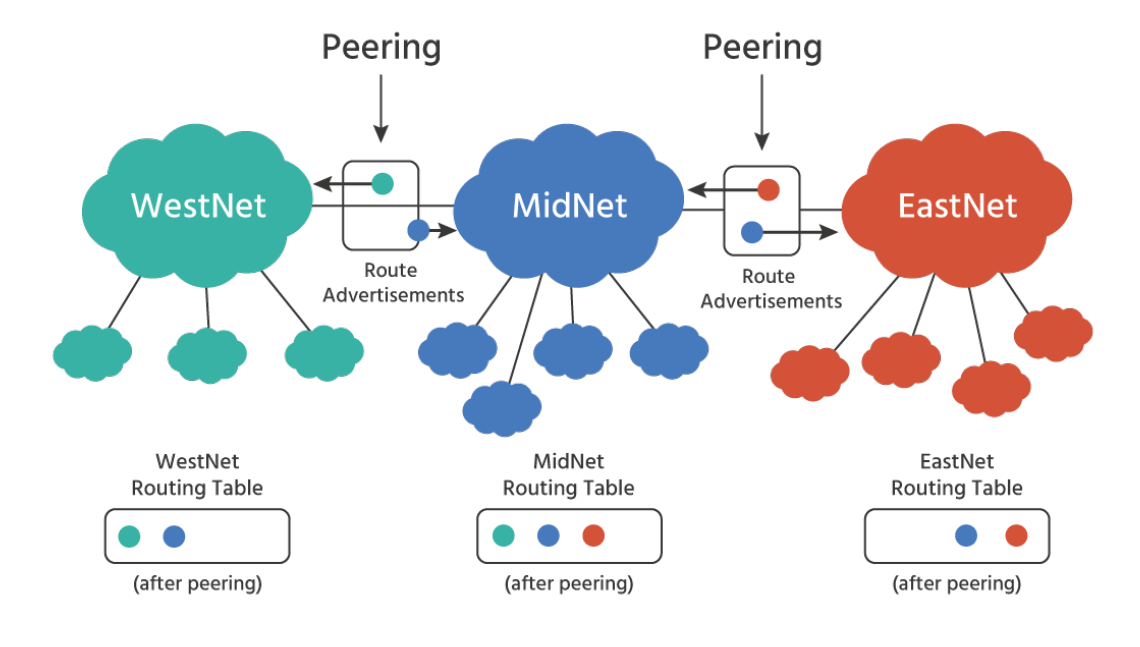 Peering
Peering
WestNet
MidNet
EastNet
Route
Advertisements
Route
Advertisements
WestNet
Routing Table
(after peering)
MidNet
Routing Table
(after peering)
EastNet
Routing Table
(after peering)